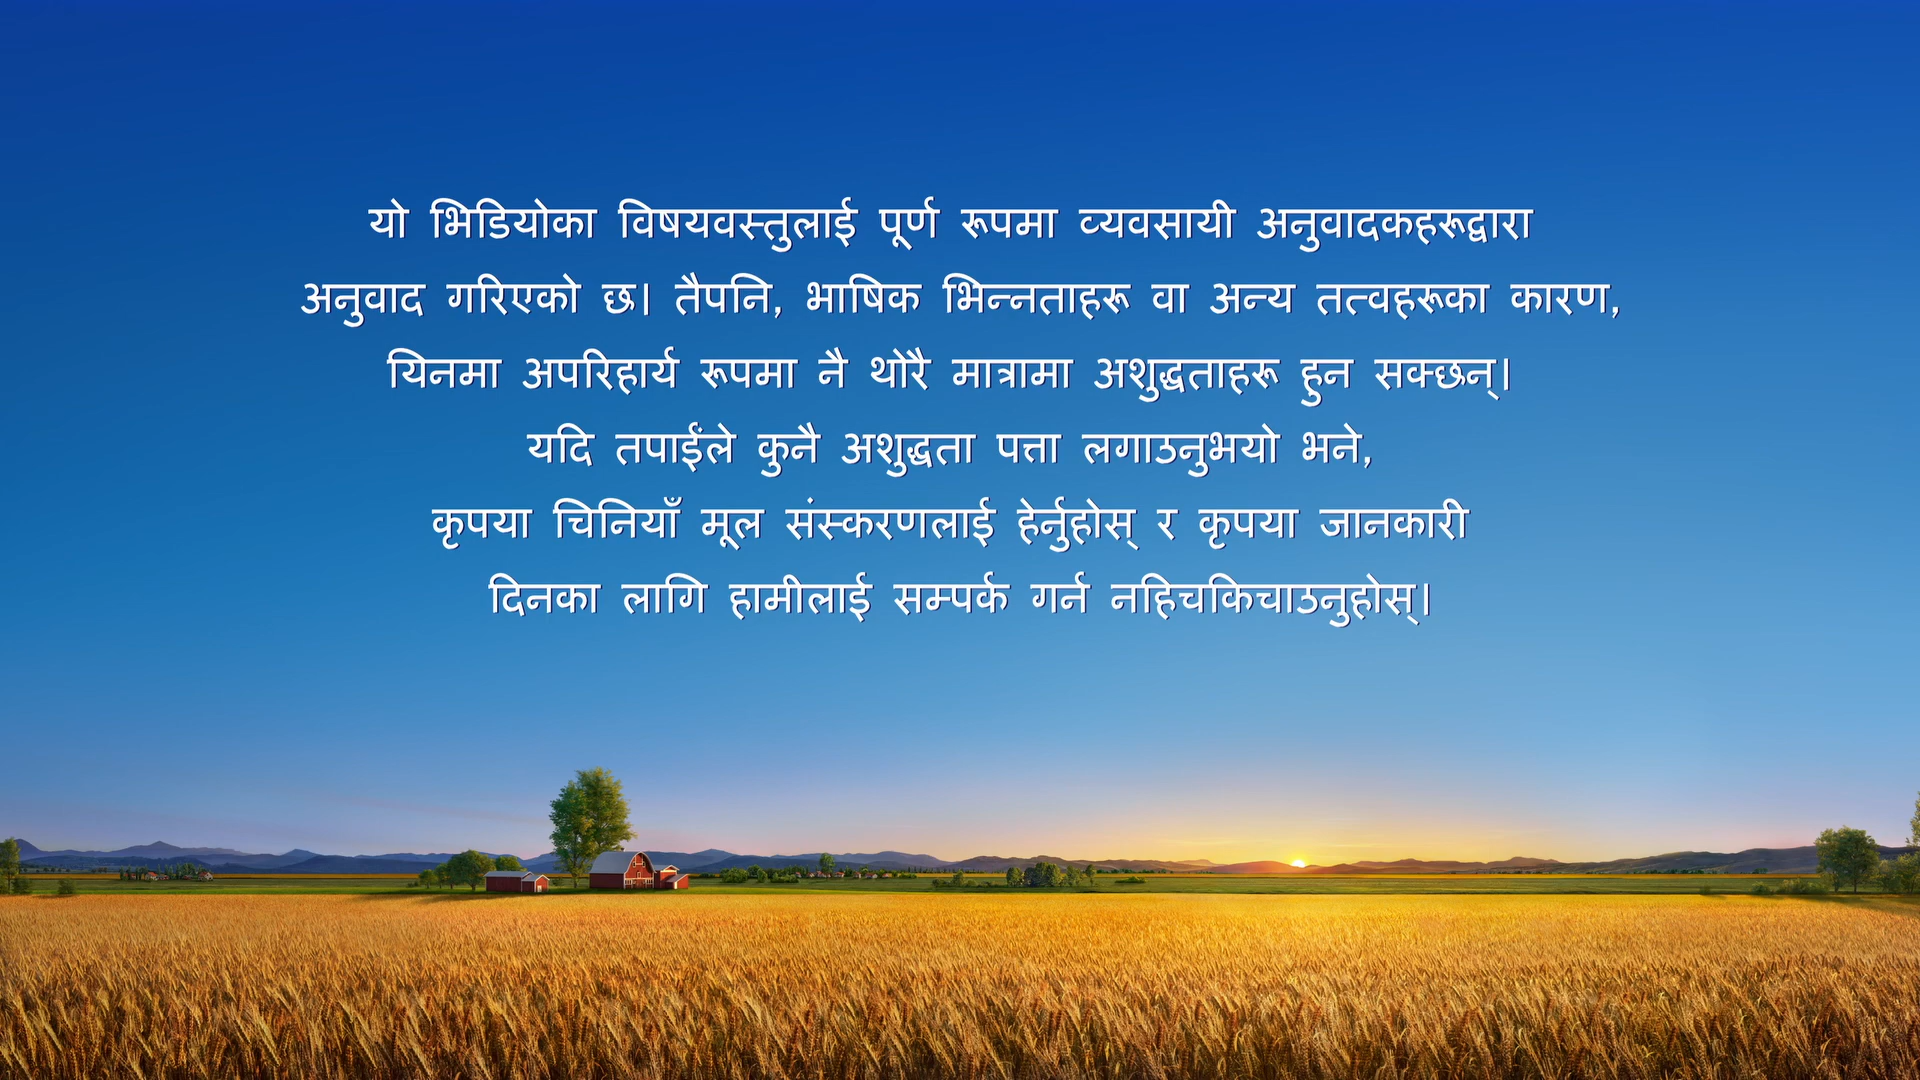 यो भिडियोका विषयवस्तुलाई पूर्ण रूपमा व्यवसायी अनुवादकहरूद्वारा
अनुवाद गरिएको छ। तैपनि, भाषिक भिन्नताहरू वा अन्य तत्वहरूका कारण,
यिनमा अपरिहार्य रूपमा नै थोरै मात्रामा अशुद्धताहरू हुन सक्छन्।
यदि तपाईंले कुनै अशुद्धता पत्ता लगाउनुभयो भने,
कृपया चिनियाँ मूल संस्करणलाई हेर्नुहोस् र कृपया जानकारी
दिनका लागि हामीलाई सम्पर्क गर्न नहिचकिचाउनुहोस्।